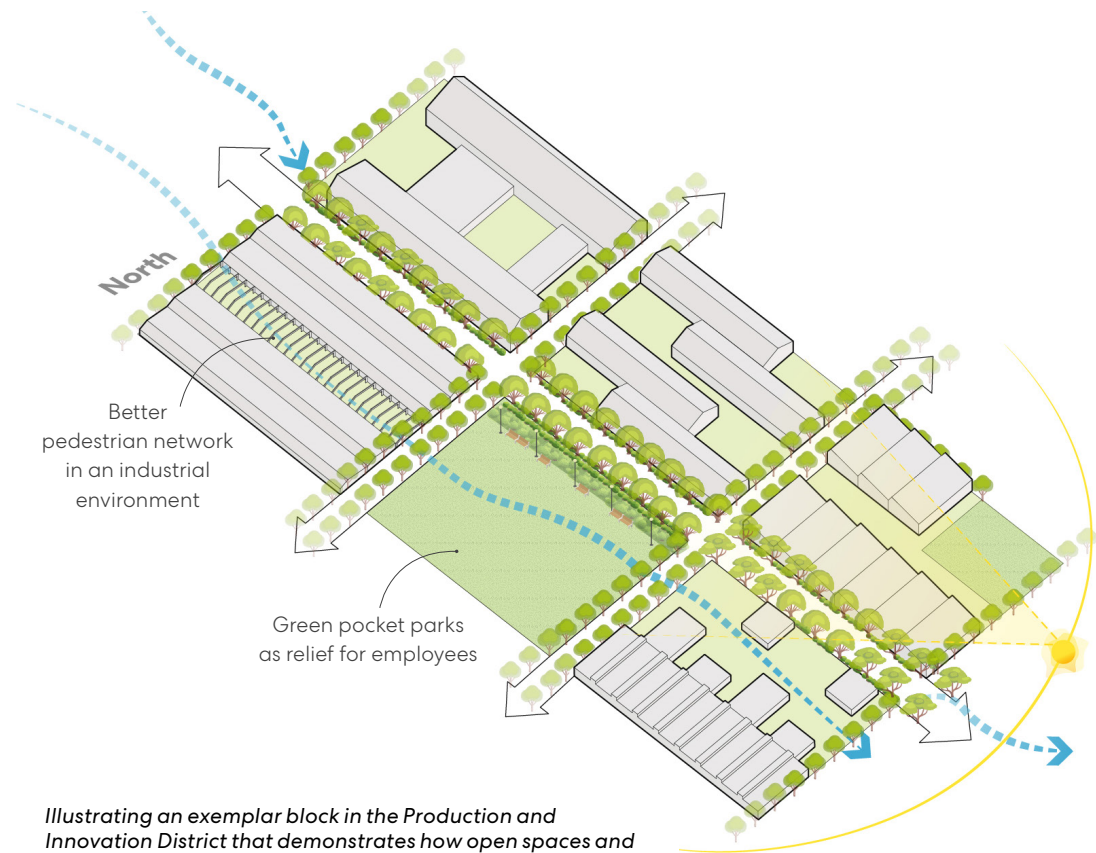 North
Better
pedestrian network
in an industrial
environment
Green pocket parks
as relief for employees
Illustrating an exemplar block in the Production and
Innovation District that demonstrates how open spaces and